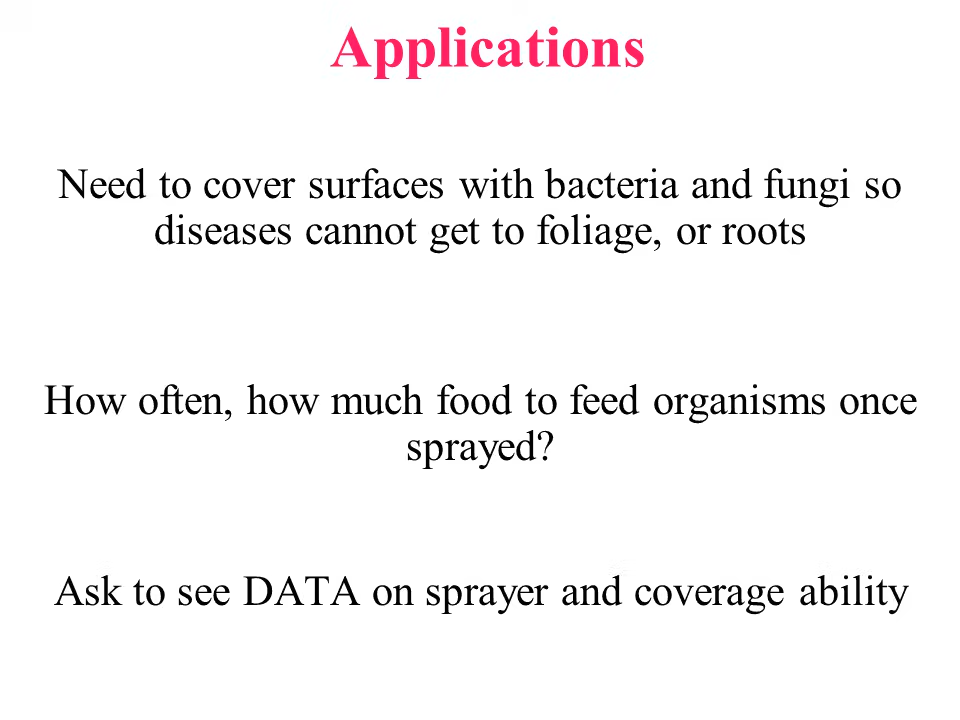 Applications
Need to cover surfaces with bacteria and fungi so
diseases cannot get to foliage, or roots
How often, how much food to feed organisms once
sprayed?
Ask to see DATA on sprayer and coverage ability